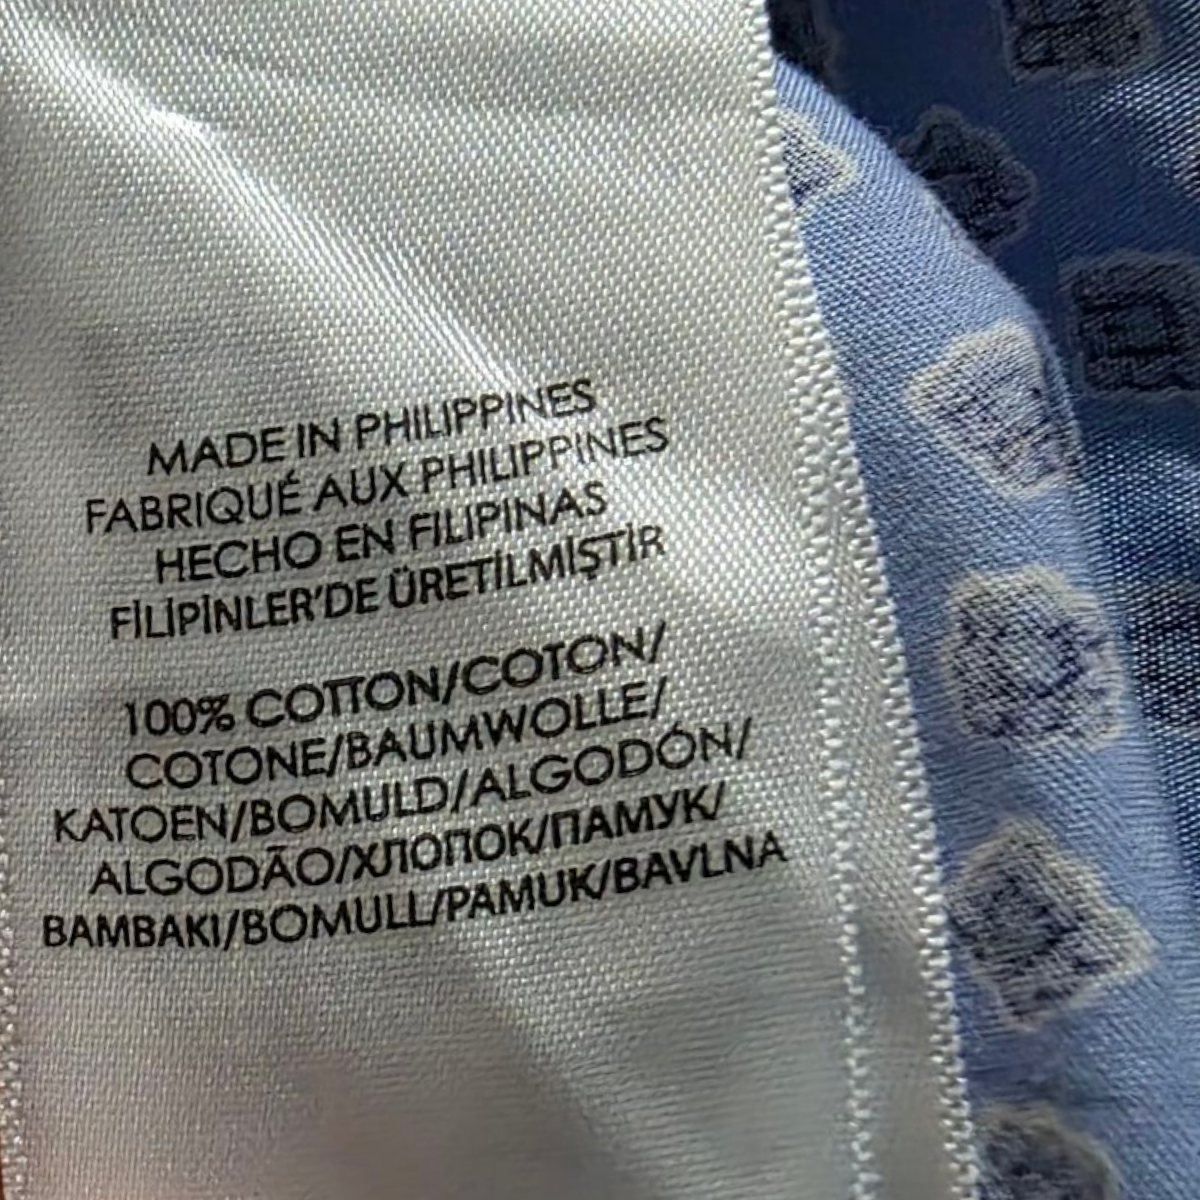 MADE IN PHILIPPINES
FABRIQUÉ AUX PHILIPPINES
HECHO EN FILIPINAS
FİLİPİNLER'DE ÜRETİLMİŞTİR
100% COTTON/COTON/
COTONE/BAUMWOLLE/
KATOEN/BOMULD/ALGODÓN/
ALGODÃO/ХЛОПОК/ПАМУК/
BAMBAKI/BOMULL/PAMUK/BAVLNA